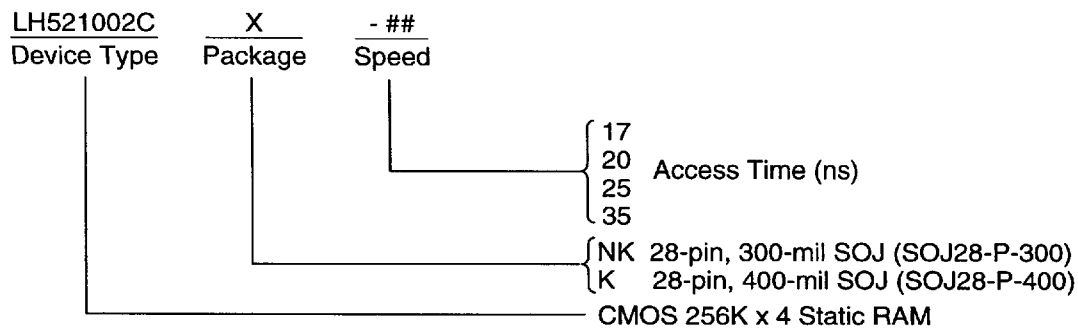 LH521002C X - ##
Device Type Package Speed
17
20
25
35
Access Time (ns)
NK 28-pin, 300-mil SOJ (SOJ28-P-300)
K 28-pin, 400-mil SOJ (SOJ28-P-400)
CMOS 256K x 4 Static RAM